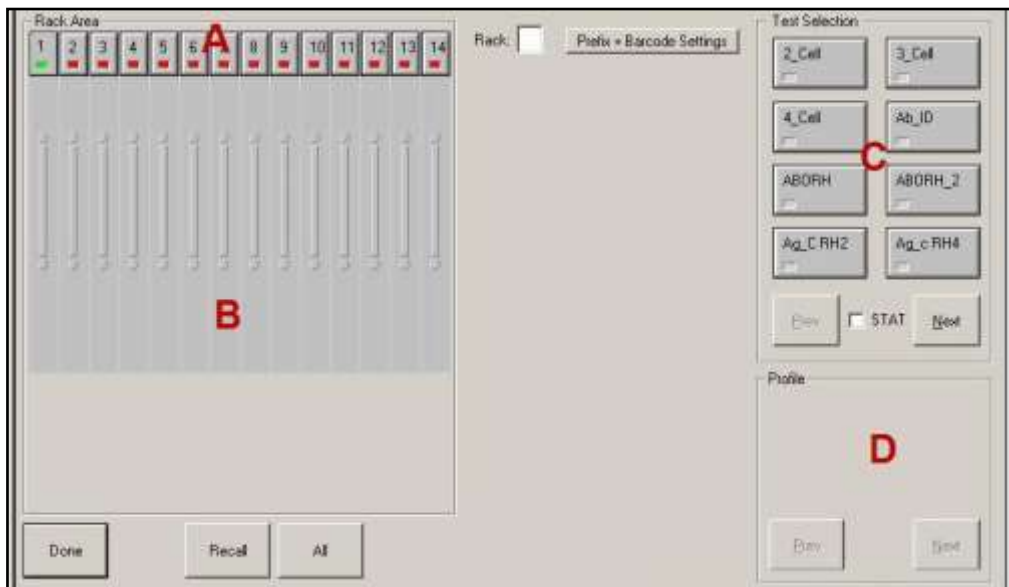 Rack Area
1 2 3 4 5 6 A 8 9 10 11 12 13 14
B
Rack:
Prefix + Barcode Settings
Test Selection
2_Cell 3_Cell
4_Cell Ab_ID
C
ABORH ABORH_2
Ag_C RH2 Ag_c RH4
Prev STAT Next
Profile
D
Prev Next
Done Recall All